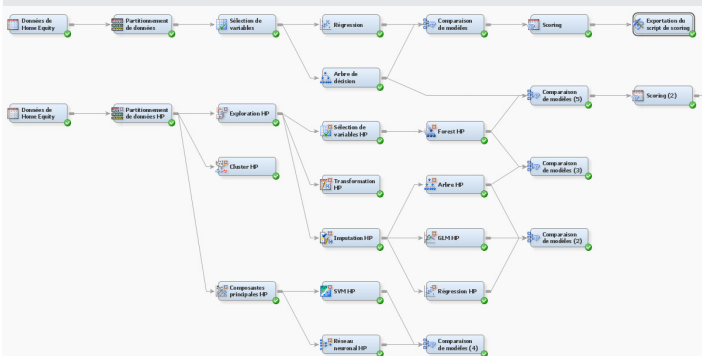 Données de
Home Equity
Partitionnement
de données
Sélection de
variables
Régression
Comparaison
de modèles
Scoring
Exportation du
script de scoring
Arbre de
décision
Comparaison
de modèles (5)
Scoring (2)
Données de
Home Equity
Partitionnement
de données HP
Exploration HP
Sélection de
variables HP
Forest HP
Cluster HP
Comparaison
de modèles (3)
Transformation
HP
Arbre HP
Imputation HP
GLM HP
Comparaison
de modèles (2)
Composantes
principales HP
SVM HP
Régression HP
Réseau
neuronal HP
Comparaison
de modèles (4)